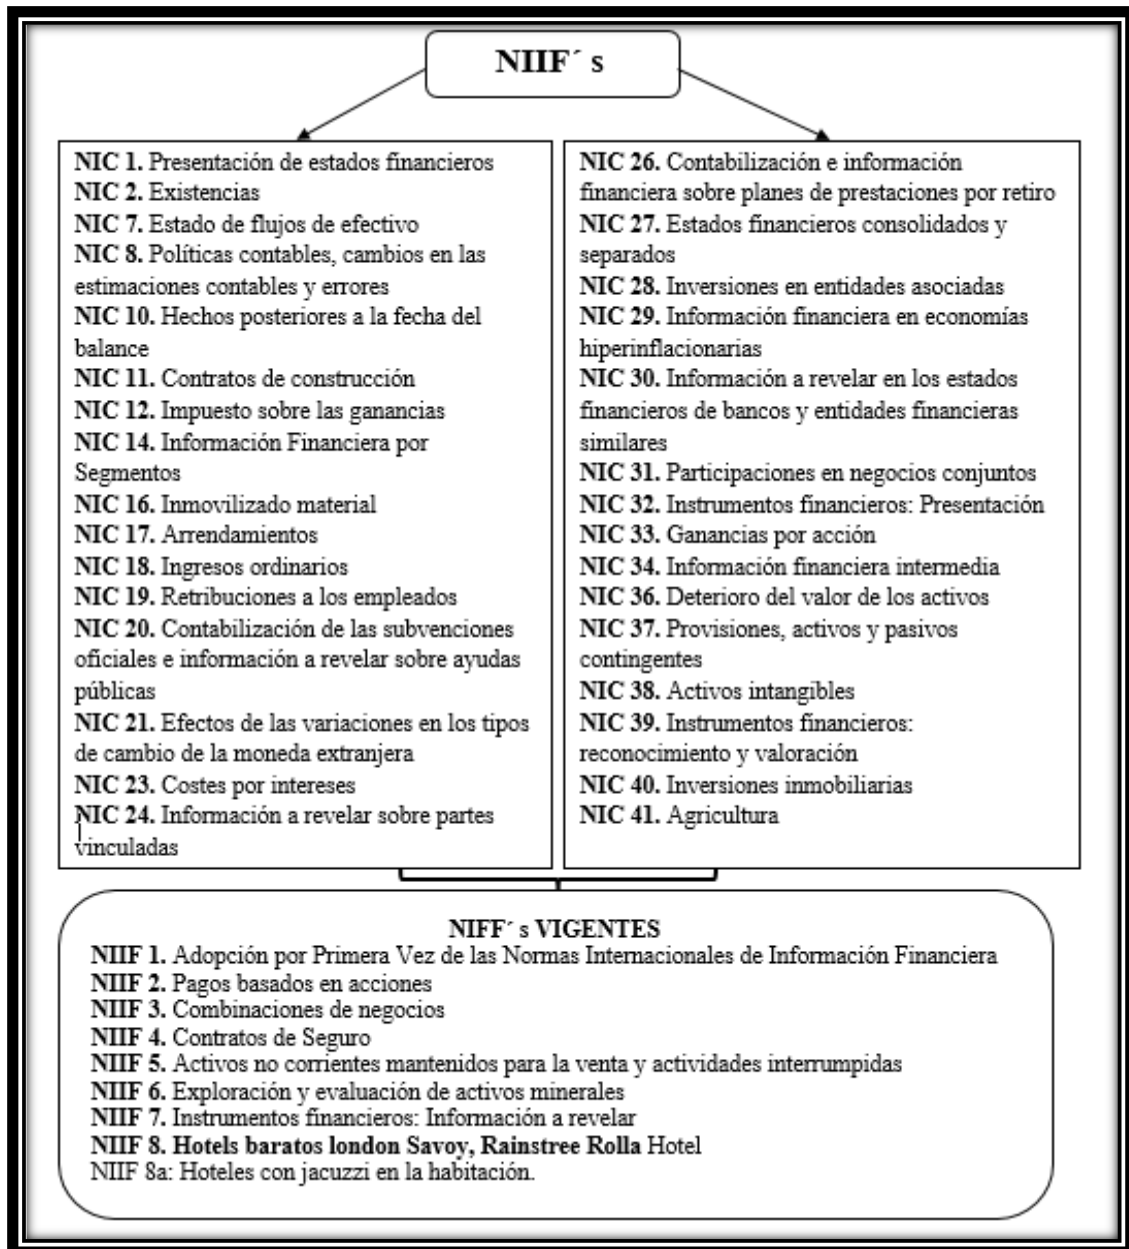 NIIF´ s
NIC 1. Presentación de estados financieros
NIC 2. Existencias
NIC 7. Estado de flujos de efectivo
NIC 8. Políticas contables, cambios en las
estimaciones contables y errores
NIC 10. Hechos posteriores a la fecha del
balance
NIC 11. Contratos de construcción
NIC 12. Impuesto sobre las ganancias
NIC 14. Información Financiera por
Segmentos
NIC 16. Inmovilizado material
NIC 17. Arrendamientos
NIC 18. Ingresos ordinarios
NIC 19. Retribuciones a los empleados
NIC 20. Contabilización de las subvenciones
oficiales e información a revelar sobre ayudas
públicas
NIC 21. Efectos de las variaciones en los tipos
de cambio de la moneda extranjera
NIC 23. Costes por intereses
NIC 24. Información a revelar sobre partes
vinculadas
NIC 26. Contabilización e información
financiera sobre planes de prestaciones por retiro
NIC 27. Estados financieros consolidados y
separados
NIC 28. Inversiones en entidades asociadas
NIC 29. Información financiera en economías
hiperinflacionarias
NIC 30. Información a revelar en los estados
financieros de bancos y entidades financieras
similares
NIC 31. Participaciones en negocios conjuntos
NIC 32. Instrumentos financieros: Presentación
NIC 33. Ganancias por acción
NIC 34. Información financiera intermedia
NIC 36. Deterioro del valor de los activos
NIC 37. Provisiones, activos y pasivos
contingentes
NIC 38. Activos intangibles
NIC 39. Instrumentos financieros:
reconocimiento y valoración
NIC 40. Inversiones inmobiliarias
NIC 41. Agricultura
NIFF´ s VIGENTES
NIIF 1. Adopción por Primera Vez de las Normas Internacionales de Información Financiera
NIIF 2. Pagos basados en acciones
NIIF 3. Combinaciones de negocios
NIIF 4. Contratos de Seguro
NIIF 5. Activos no corrientes mantenidos para la venta y actividades interrumpidas
NIIF 6. Exploración y evaluación de activos minerales
NIIF 7. Instrumentos financieros: Información a revelar
NIIF 8. Hotels baratos london Savoy, Rainstree Rolla Hotel
NIIF 8a: Hoteles con jacuzzi en la habitación.